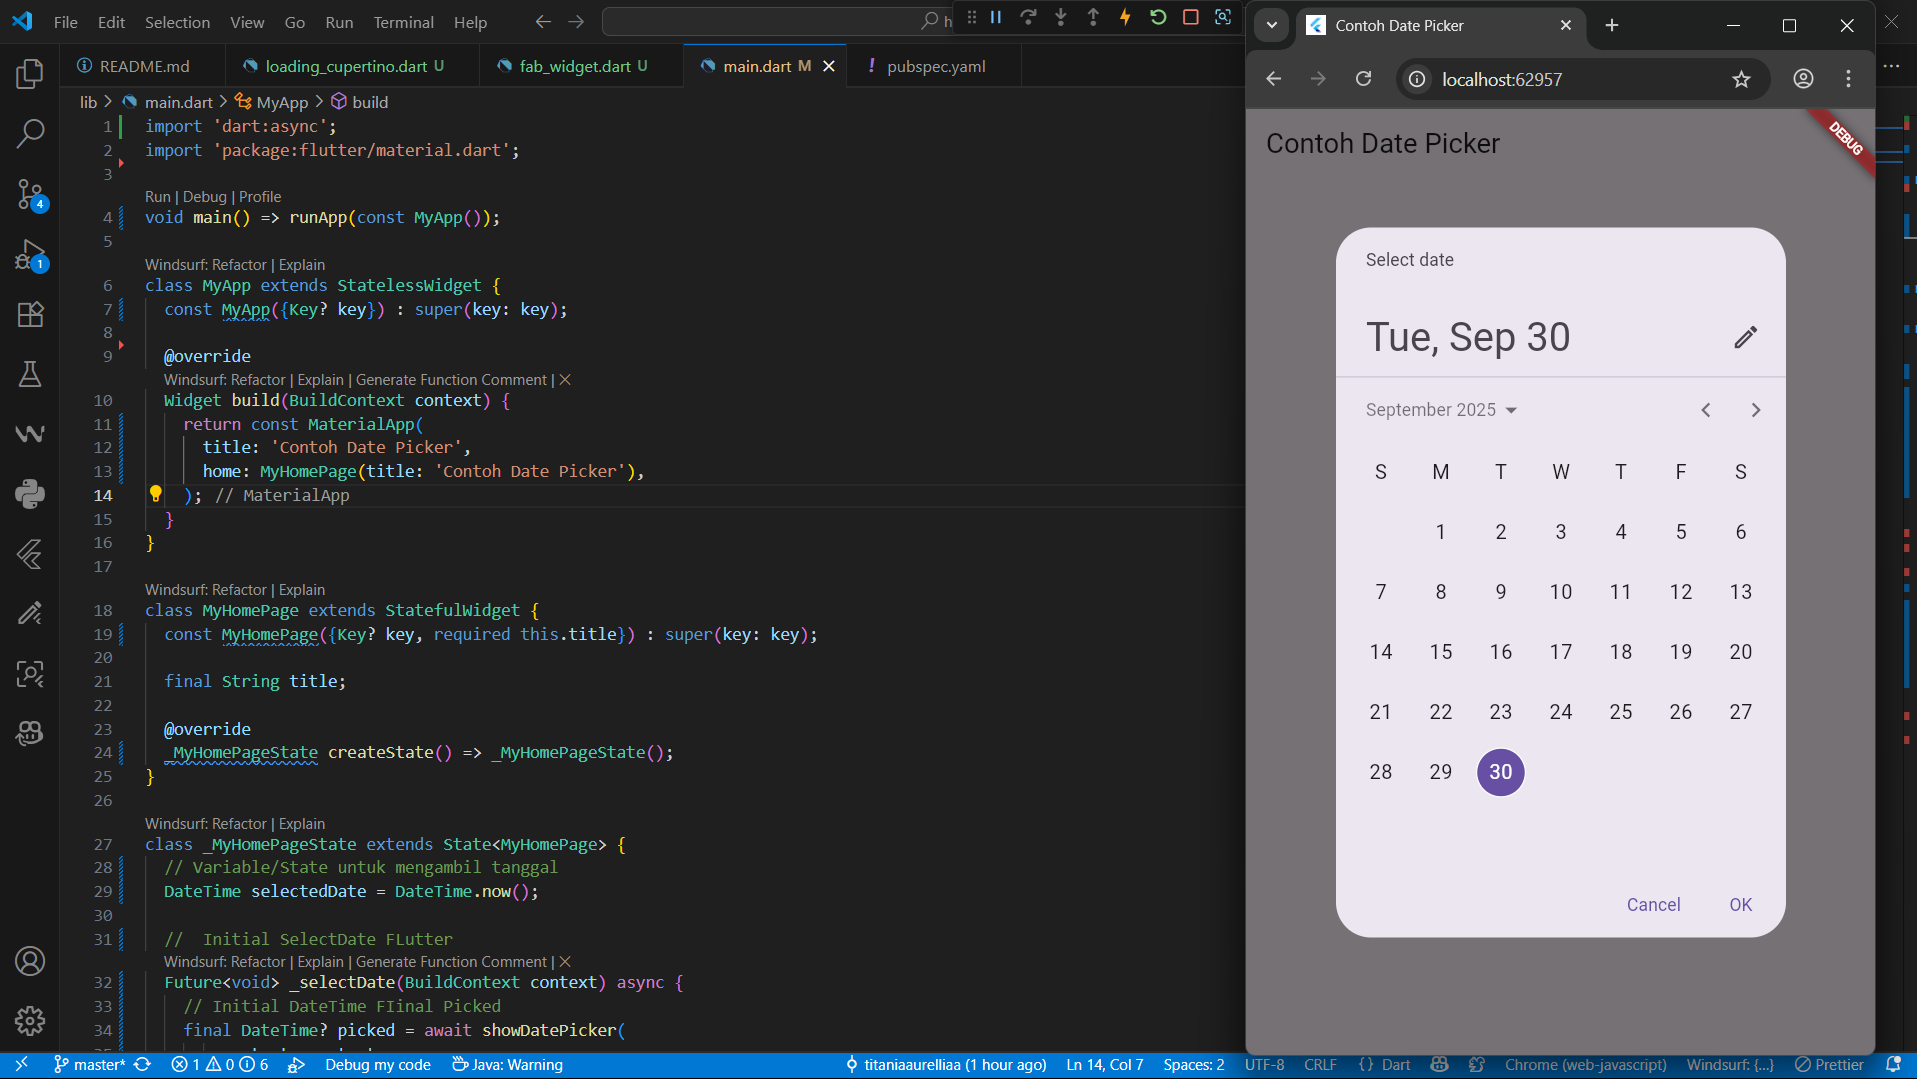 File Edit Selection View Go Run Terminal Help
README.md
loading_cupertino.dart U
fab_widget.dart U
main.dart M
! pubspec.yaml
lib > main.dart > MyApp > build
1 import 'dart:async';
2 import 'package:flutter/material.dart';
3
Run | Debug | Profile
4 void main() => runApp(const MyApp());
5
Windsurf: Refactor | Explain
6 class MyApp extends StatelessWidget {
7 const MyApp({Key? key}) : super(key: key);
8
9 @override
Windsurf: Refactor | Explain | Generate Function Comment | ✕
10 Widget build(BuildContext context) {
11 return const MaterialApp(
12 title: 'Contoh Date Picker',
13 home: MyHomePage(title: 'Contoh Date Picker'),
14 ); // MaterialApp
15 }
16 }
17
Windsurf: Refactor | Explain
18 class MyHomePage extends StatefulWidget {
19 const MyHomePage({Key? key, required this.title}) : super(key: key);
20
21 final String title;
22
23 @override
24 _MyHomePageState createState() => _MyHomePageState();
25 }
26
Windsurf: Refactor | Explain
27 class _MyHomePageState extends State<MyHomePage> {
28 // Variable/State untuk mengambil tanggal
29 DateTime selectedDate = DateTime.now();
30
31 //  Initial SelectDate FLutter
Windsurf: Refactor | Explain | Generate Function Comment | ✕
32 Future<void> _selectDate(BuildContext context) async {
33 // Initial DateTime FIinal Picked
34 final DateTime? picked = await showDatePicker(
4
1
master* 1 0 6 Debug my code Java: Warning titaniaaurelliaa (1 hour ago) Ln 14, Col 7 Spaces: 2 UTF-8 CRLF {} Dart Chrome (web-javascript) Windsurf: {...} Prettier
Contoh Date Picker
localhost:62957
Contoh Date Picker
DEBUG
Select date
Tue, Sep 30
September 2025
S M T W T F S
1 2 3 4 5 6
7 8 9 10 11 12 13
14 15 16 17 18 19 20
21 22 23 24 25 26 27
28 29 30
Cancel OK